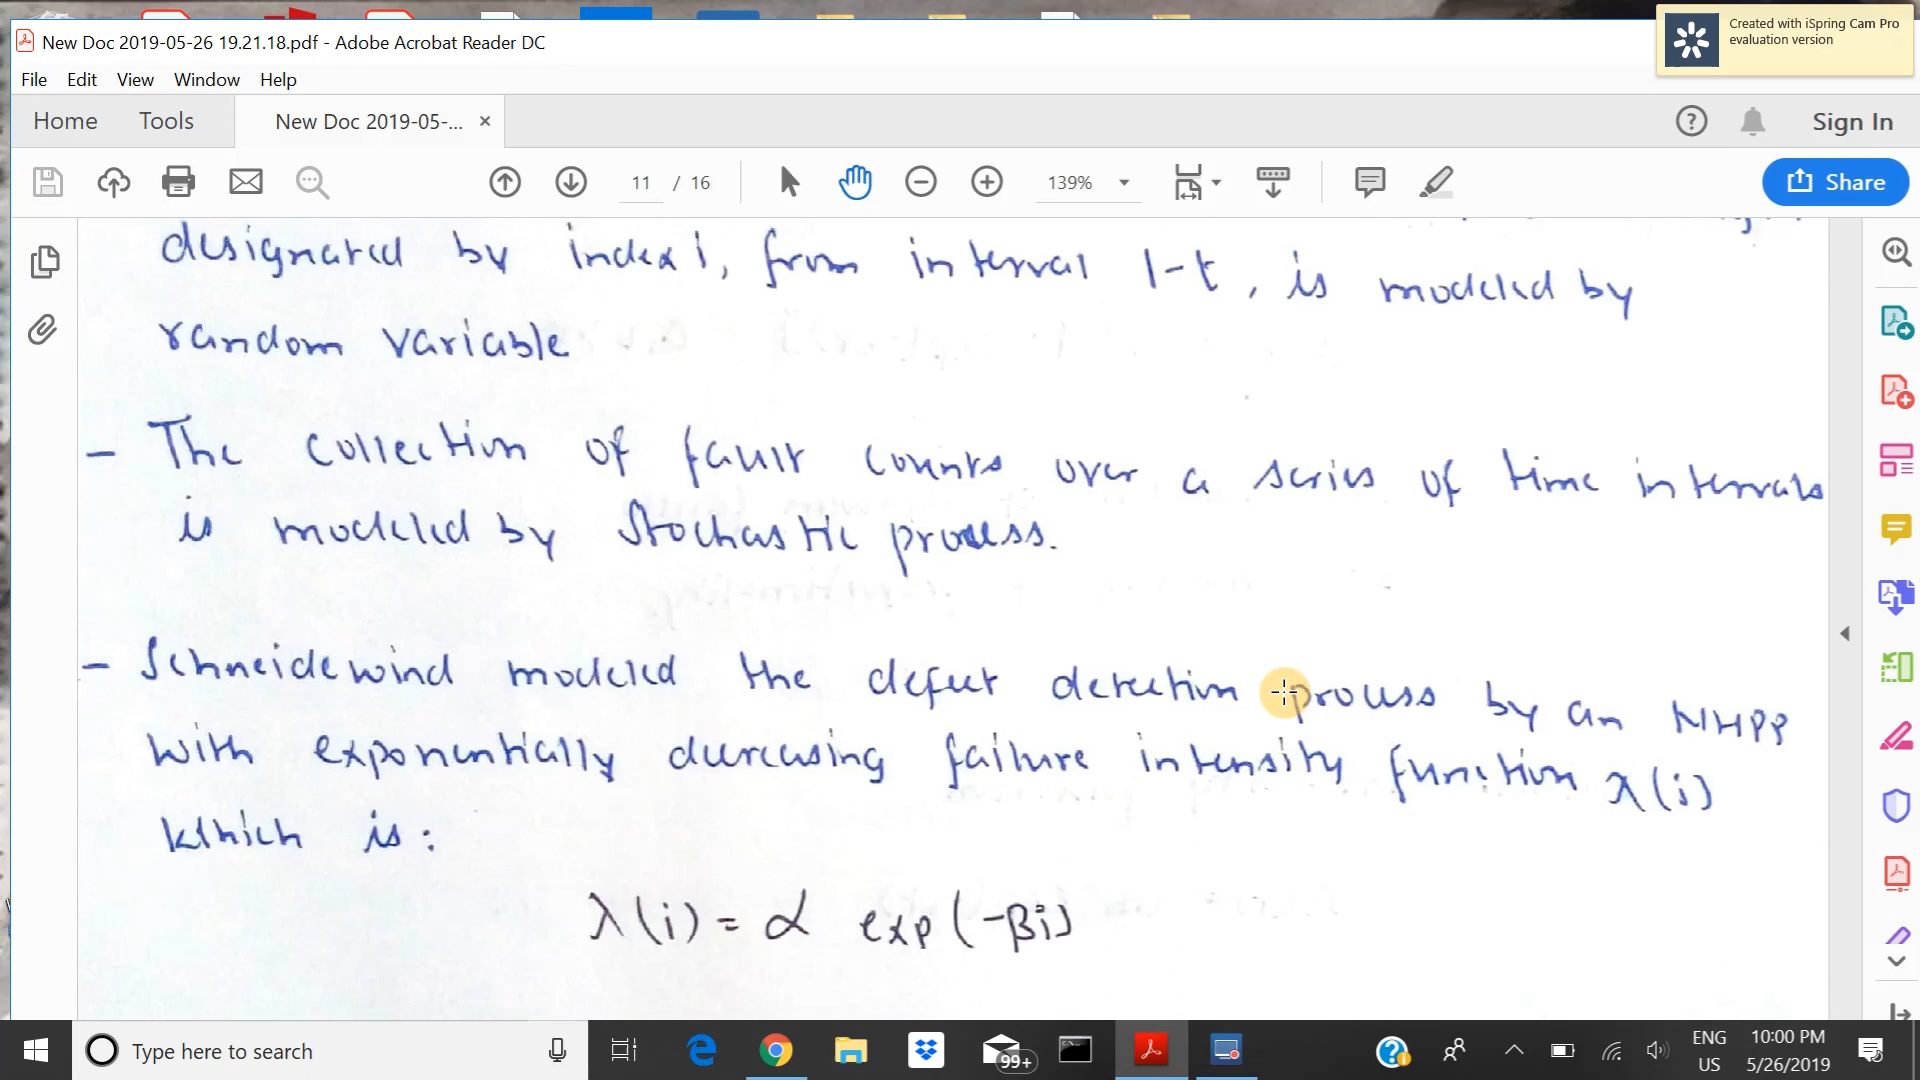 Created with iSpring Cam Pro
evaluation version
New Doc 2019-05-26 19.21.18.pdf - Adobe Acrobat Reader DC
File Edit View Window Help
Home Tools New Doc 2019-05-... × Sign In
11 / 16 139% Share
designated by index i, from interval 1-t, is modeled by
random variable
- The collection of fault counts over a series of time intervals
is modeled by stochastic process.
- Schneidewind modeled the defect detection process by an NHPP
with exponentially decreasing failure intensity function λ(i)
which is:
λ(i) = α exp(-βi)
Type here to search
99+
ENG
US
10:00 PM
5/26/2019